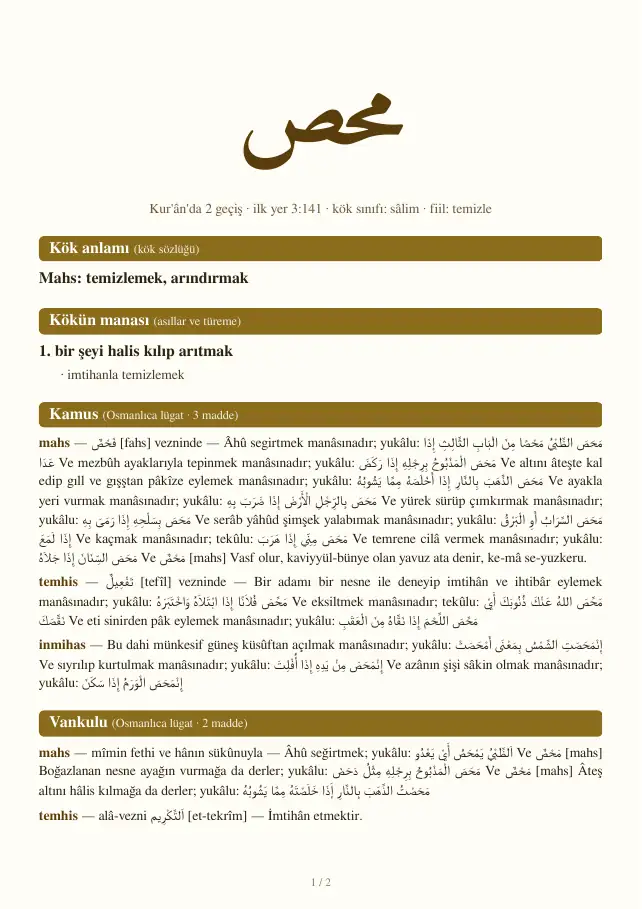 محص
Kur'ân'da 2 geçiş · ilk yer 3:141 · kök sınıfı: sâlim · fiil: temizle
Kök anlamı (kök sözlüğü)
Mahs: temizlemek, arındırmak
Kökün manası (asıllar ve türeme)
1. bir şeyi halis kılıp arıtmak
· imtihanla temizlemek
Kamus (Osmanlıca lügat · 3 madde)
mahs — فَحْصٌ [fahs] vezninde — Âhû segirtmek manâsınadır; yukâlu: مَحَصَ الظَّبْيُ مَحْصًا مِنَ الْبَابِ الثَّالِثِ إِذَا
عَدَا Ve mezbûh ayaklarıyla tepinmek manâsınadır; yukâlu: مَحَصَ الْمَذْبُوحُ بِرِجْلِهِ إِذَا رَكَضَ Ve altını âteşte kal
edip gıll ve gışştan pâkîze eylemek manâsınadır; yukâlu: مَحَصَ الذَّهَبَ بِالنَّارِ إِذَا أَخْلَصَهُ مِمَّا يَشُوبُهُ Ve ayakla
yeri vurmak manâsınadır; yukâlu: مَحَصَ بِالرِّجْلِ الْأَرْضَ إِذَا ضَرَبَ بِهِ Ve yürek sürüp çımkırmak manâsınadır;
yukâlu: مَحَصَ بِسَلْحِهِ إِذَا رَمَى بِهِ Ve serâb yâhûd şimşek yalabımak manâsınadır; yukâlu: مَحَصَ السَّرَابُ أَوِ الْبَرْقُ
إِذَا لَمَعَ Ve kaçmak manâsınadır; tekûlu: مَحَصَ مِنِّي إِذَا هَرَبَ Ve temrene cilâ vermek manâsınadır; yukâlu:
مَحَصَ السِّنَانَ إِذَا جَلَاهُ Ve مَحْصٌ [mahs] Vasf olur, kaviyyül-bünye olan yavuz ata denir, ke-mâ se-yuzkeru.
temhis — تَفْعِيلٌ [tefîl] vezninde — Bir adamı bir nesne ile deneyip imtihân ve ihtibâr eylemek
manâsınadır; yukâlu: مَحَّصَ فُلَانًا إِذَا ابْتَلَاهُ وَاخْتَبَرَهُ Ve eksiltmek manâsınadır; tekûlu: مَحَّصَ اللهُ عَنْكَ ذُنُوبَكَ أَيْ
نَقَصَكَ Ve eti sinirden pâk eylemek manâsınadır; yukâlu: مَحَّصَ اللَّحْمَ إِذَا نَقَّاهُ مِنَ الْعَقَبِ
inmihas — Bu dahi münkesif güneş küsûftan açılmak manâsınadır; yukâlu: إِنْمَحَصَتِ الشَّمْسُ بِمَعْنَى أَمْحَصَتْ
Ve sıyrılıp kurtulmak manâsınadır; yukâlu: إِنْمَحَصَ مِنْ يَدِهِ إِذَا أُفْلِتَ Ve azânın şişi sâkin olmak manâsınadır;
yukâlu: إِنْمَحَصَ الْوَرَمُ إِذَا سَكَنَ
Vankulu (Osmanlıca lügat · 2 madde)
mahs — mîmin fethi ve hânın sükûnuyla — Âhû seğirtmek; yukâlu: اَلظَّبْيُ يَمْحَصُ أَيْ يَعْدُو Ve مَحْصٌ [mahs]
Boğazlanan nesne ayağın vurmağa da derler; yukâlu: مَحَصَ الْمَذْبُوحُ بِرِجْلِهِ مِثْلُ دَحَضَ Ve مَحْصٌ [mahs] Âteş
altını hâlis kılmağa da derler; yukâlu: مَحَصْتُ الذَّهَبَ بِالنَّارِ إِذَا خَلَّصْتَهُ مِمَّا يَشُوبُهُ
temhis — alâ-vezni اَلتَّكْرِيم [et-tekrîm] — İmtihân etmektir.
1 / 2